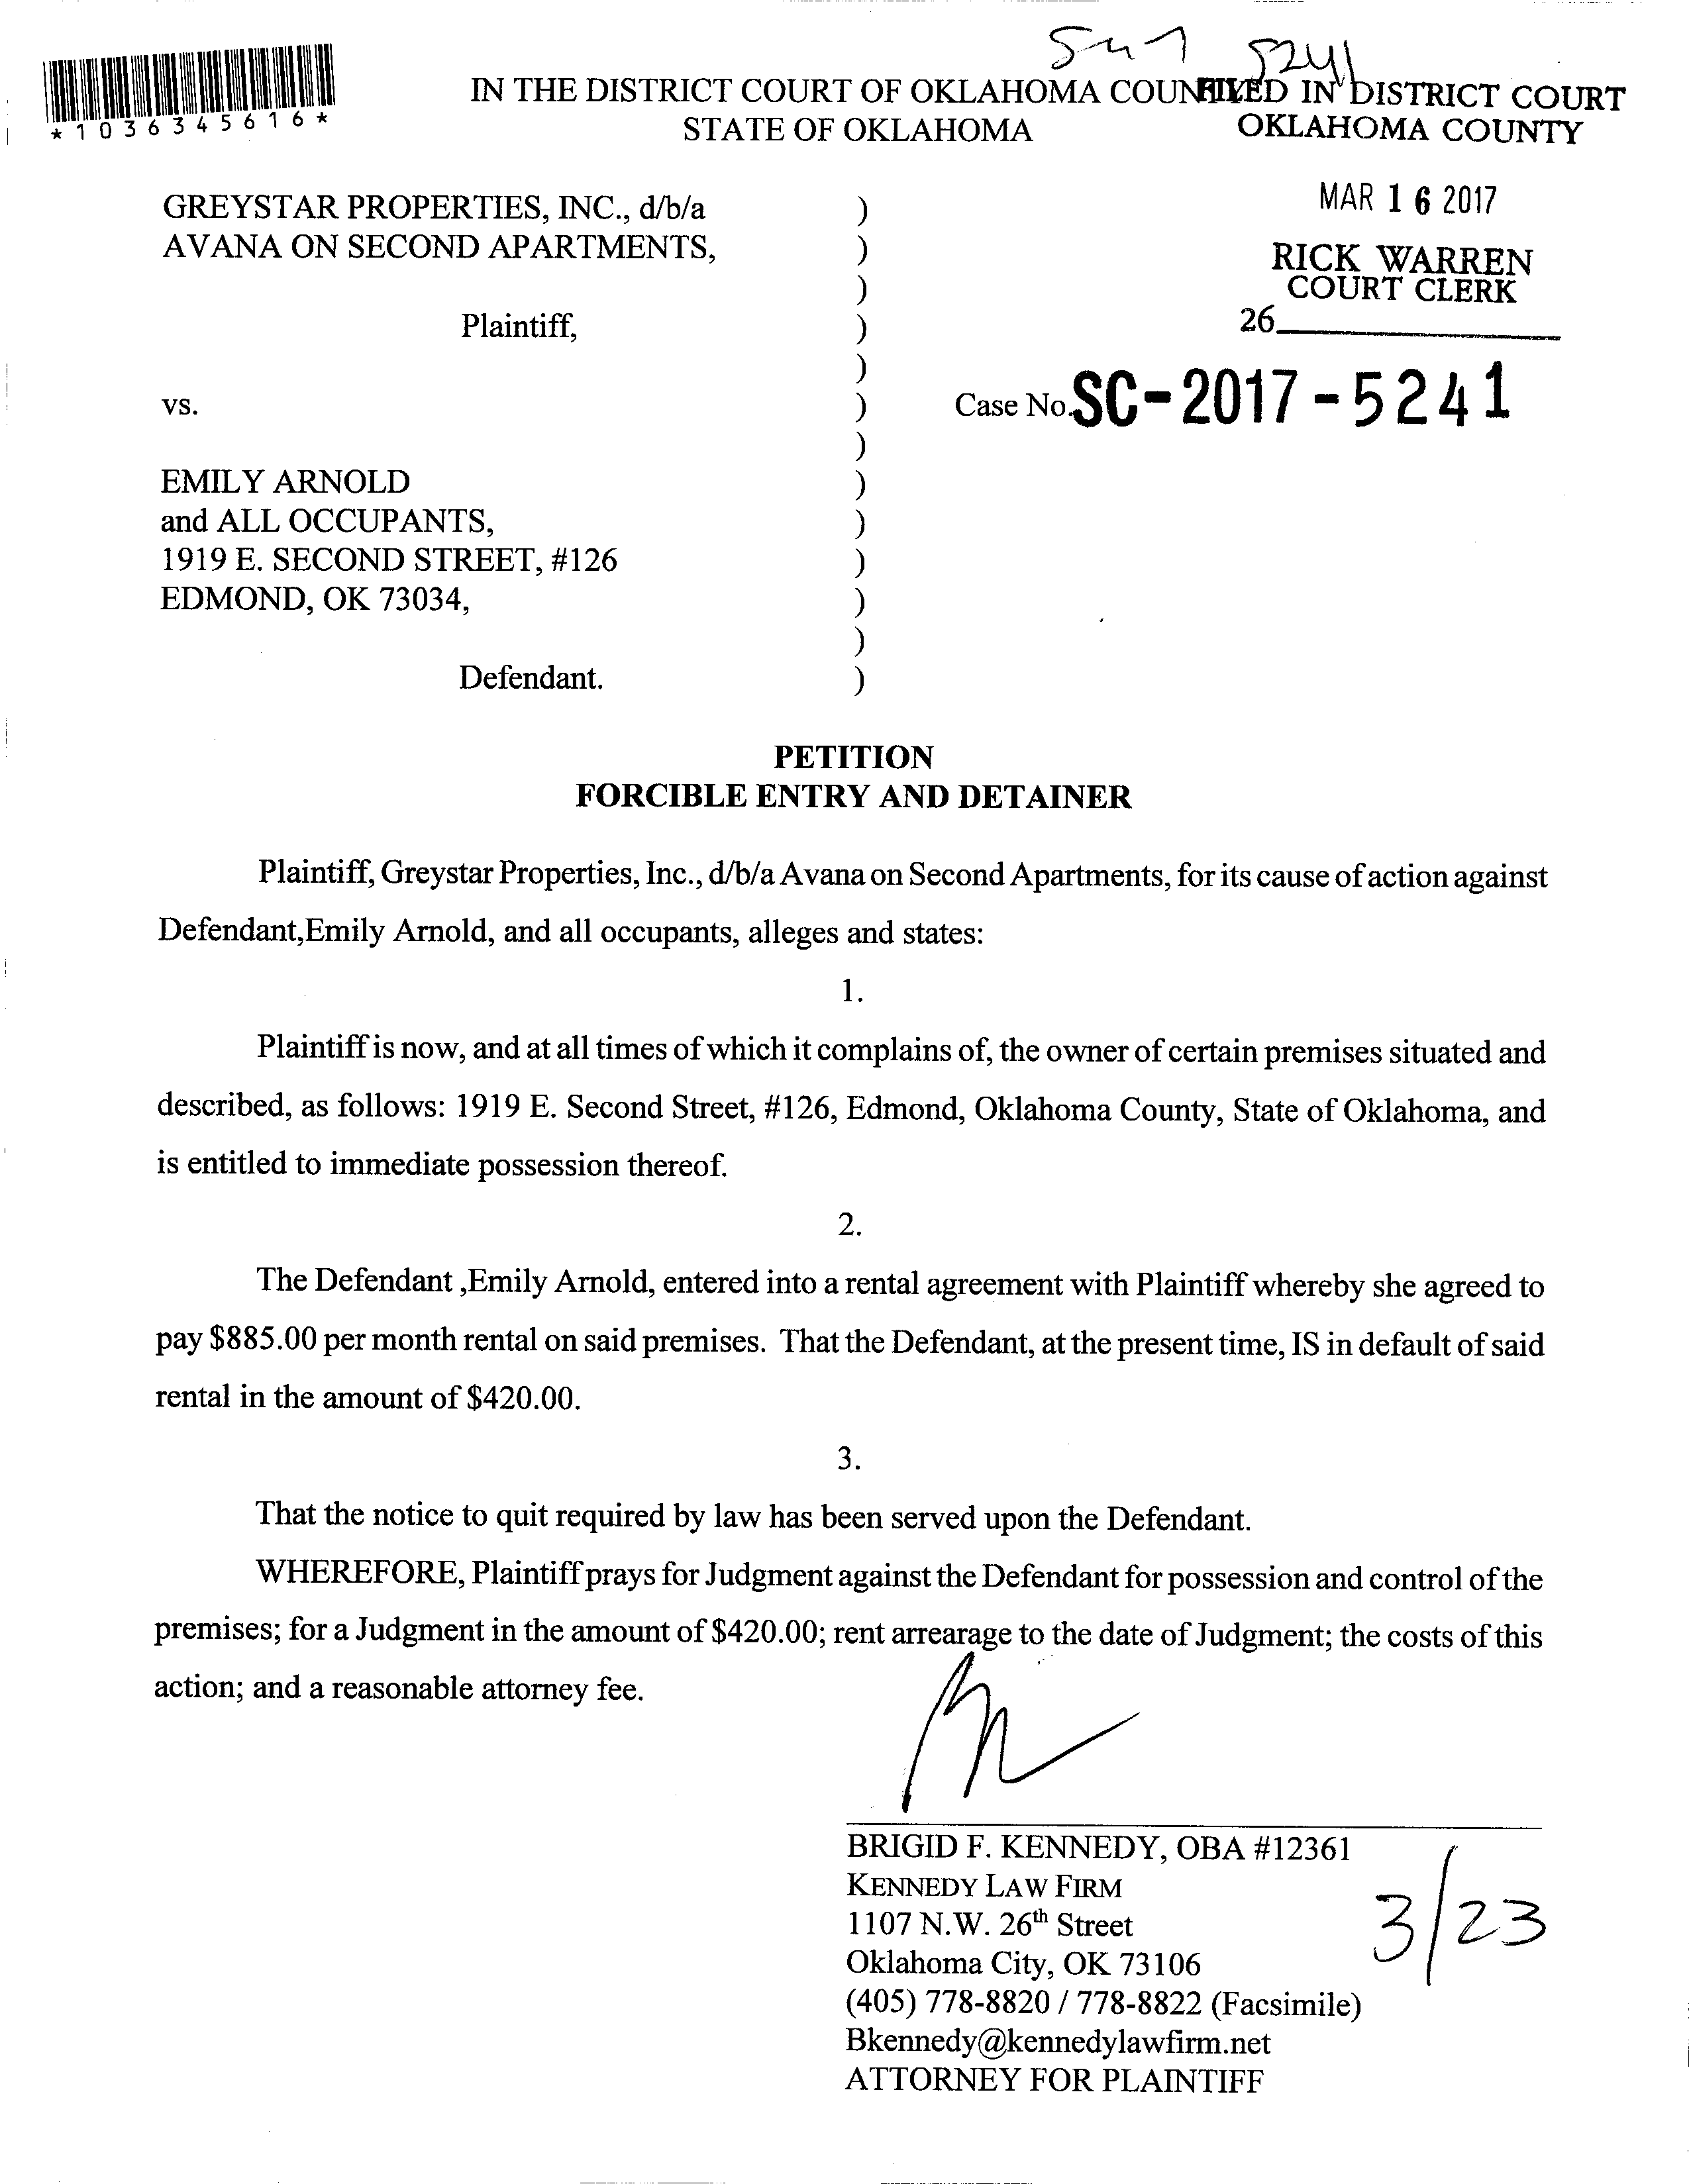 *1036345616*
5241
IN THE DISTRICT COURT OF OKLAHOMA COUN
STATE OF OKLAHOMA
FILED IN DISTRICT COURT
OKLAHOMA COUNTY
MAR 16 2017
RICK WARREN
COURT CLERK
26
GREYSTAR PROPERTIES, INC., d/b/a )
AVANA ON SECOND APARTMENTS, )
)
Plaintiff, )
)
vs. ) Case No. SC-2017-5241
)
EMILY ARNOLD )
and ALL OCCUPANTS, )
1919 E. SECOND STREET, #126 )
EDMOND, OK 73034, )
)
Defendant. )
PETITION
FORCIBLE ENTRY AND DETAINER
Plaintiff, Greystar Properties, Inc., d/b/a Avana on Second Apartments, for its cause of action against
Defendant,Emily Arnold, and all occupants, alleges and states:
1.
Plaintiff is now, and at all times of which it complains of, the owner of certain premises situated and
described, as follows: 1919 E. Second Street, #126, Edmond, Oklahoma County, State of Oklahoma, and
is entitled to immediate possession thereof.
2.
The Defendant ,Emily Arnold, entered into a rental agreement with Plaintiff whereby she agreed to
pay $885.00 per month rental on said premises. That the Defendant, at the present time, IS in default of said
rental in the amount of $420.00.
3.
That the notice to quit required by law has been served upon the Defendant.
WHEREFORE, Plaintiff prays for Judgment against the Defendant for possession and control of the
premises; for a Judgment in the amount of $420.00; rent arrearage to the date of Judgment; the costs of this
action; and a reasonable attorney fee.
BRIGID F. KENNEDY, OBA #12361
KENNEDY LAW FIRM
1107 N.W. 26th Street
Oklahoma City, OK 73106
(405) 778-8820 / 778-8822 (Facsimile)
Bkennedy@kennedylawfirm.net
ATTORNEY FOR PLAINTIFF
3/23